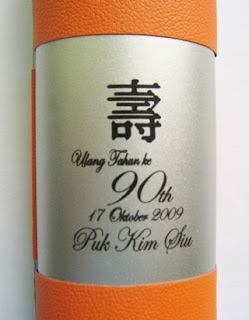 壽
Ulang Tahun ke
90th
17 Oktober 2009
Puk Kim Siu